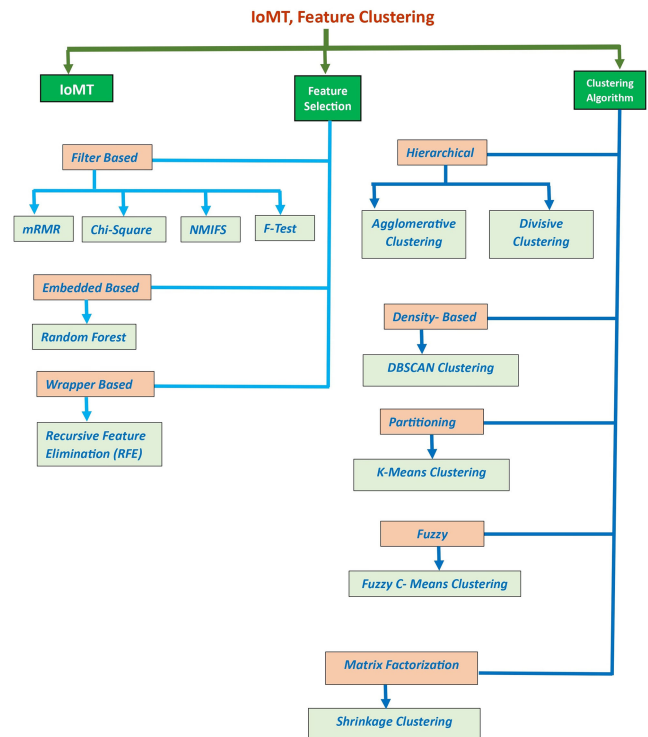 IoMT, Feature Clustering
IoMT
Feature
Selection
Clustering
Algorithm
Filter Based
mRMR
Chi-Square
NMIFS
F-Test
Embedded Based
Random Forest
Wrapper Based
Recursive Feature
Elimination (RFE)
Hierarchical
Agglomerative
Clustering
Divisive
Clustering
Density- Based
DBSCAN Clustering
Partitioning
K-Means Clustering
Fuzzy
Fuzzy C- Means Clustering
Matrix Factorization
Shrinkage Clustering